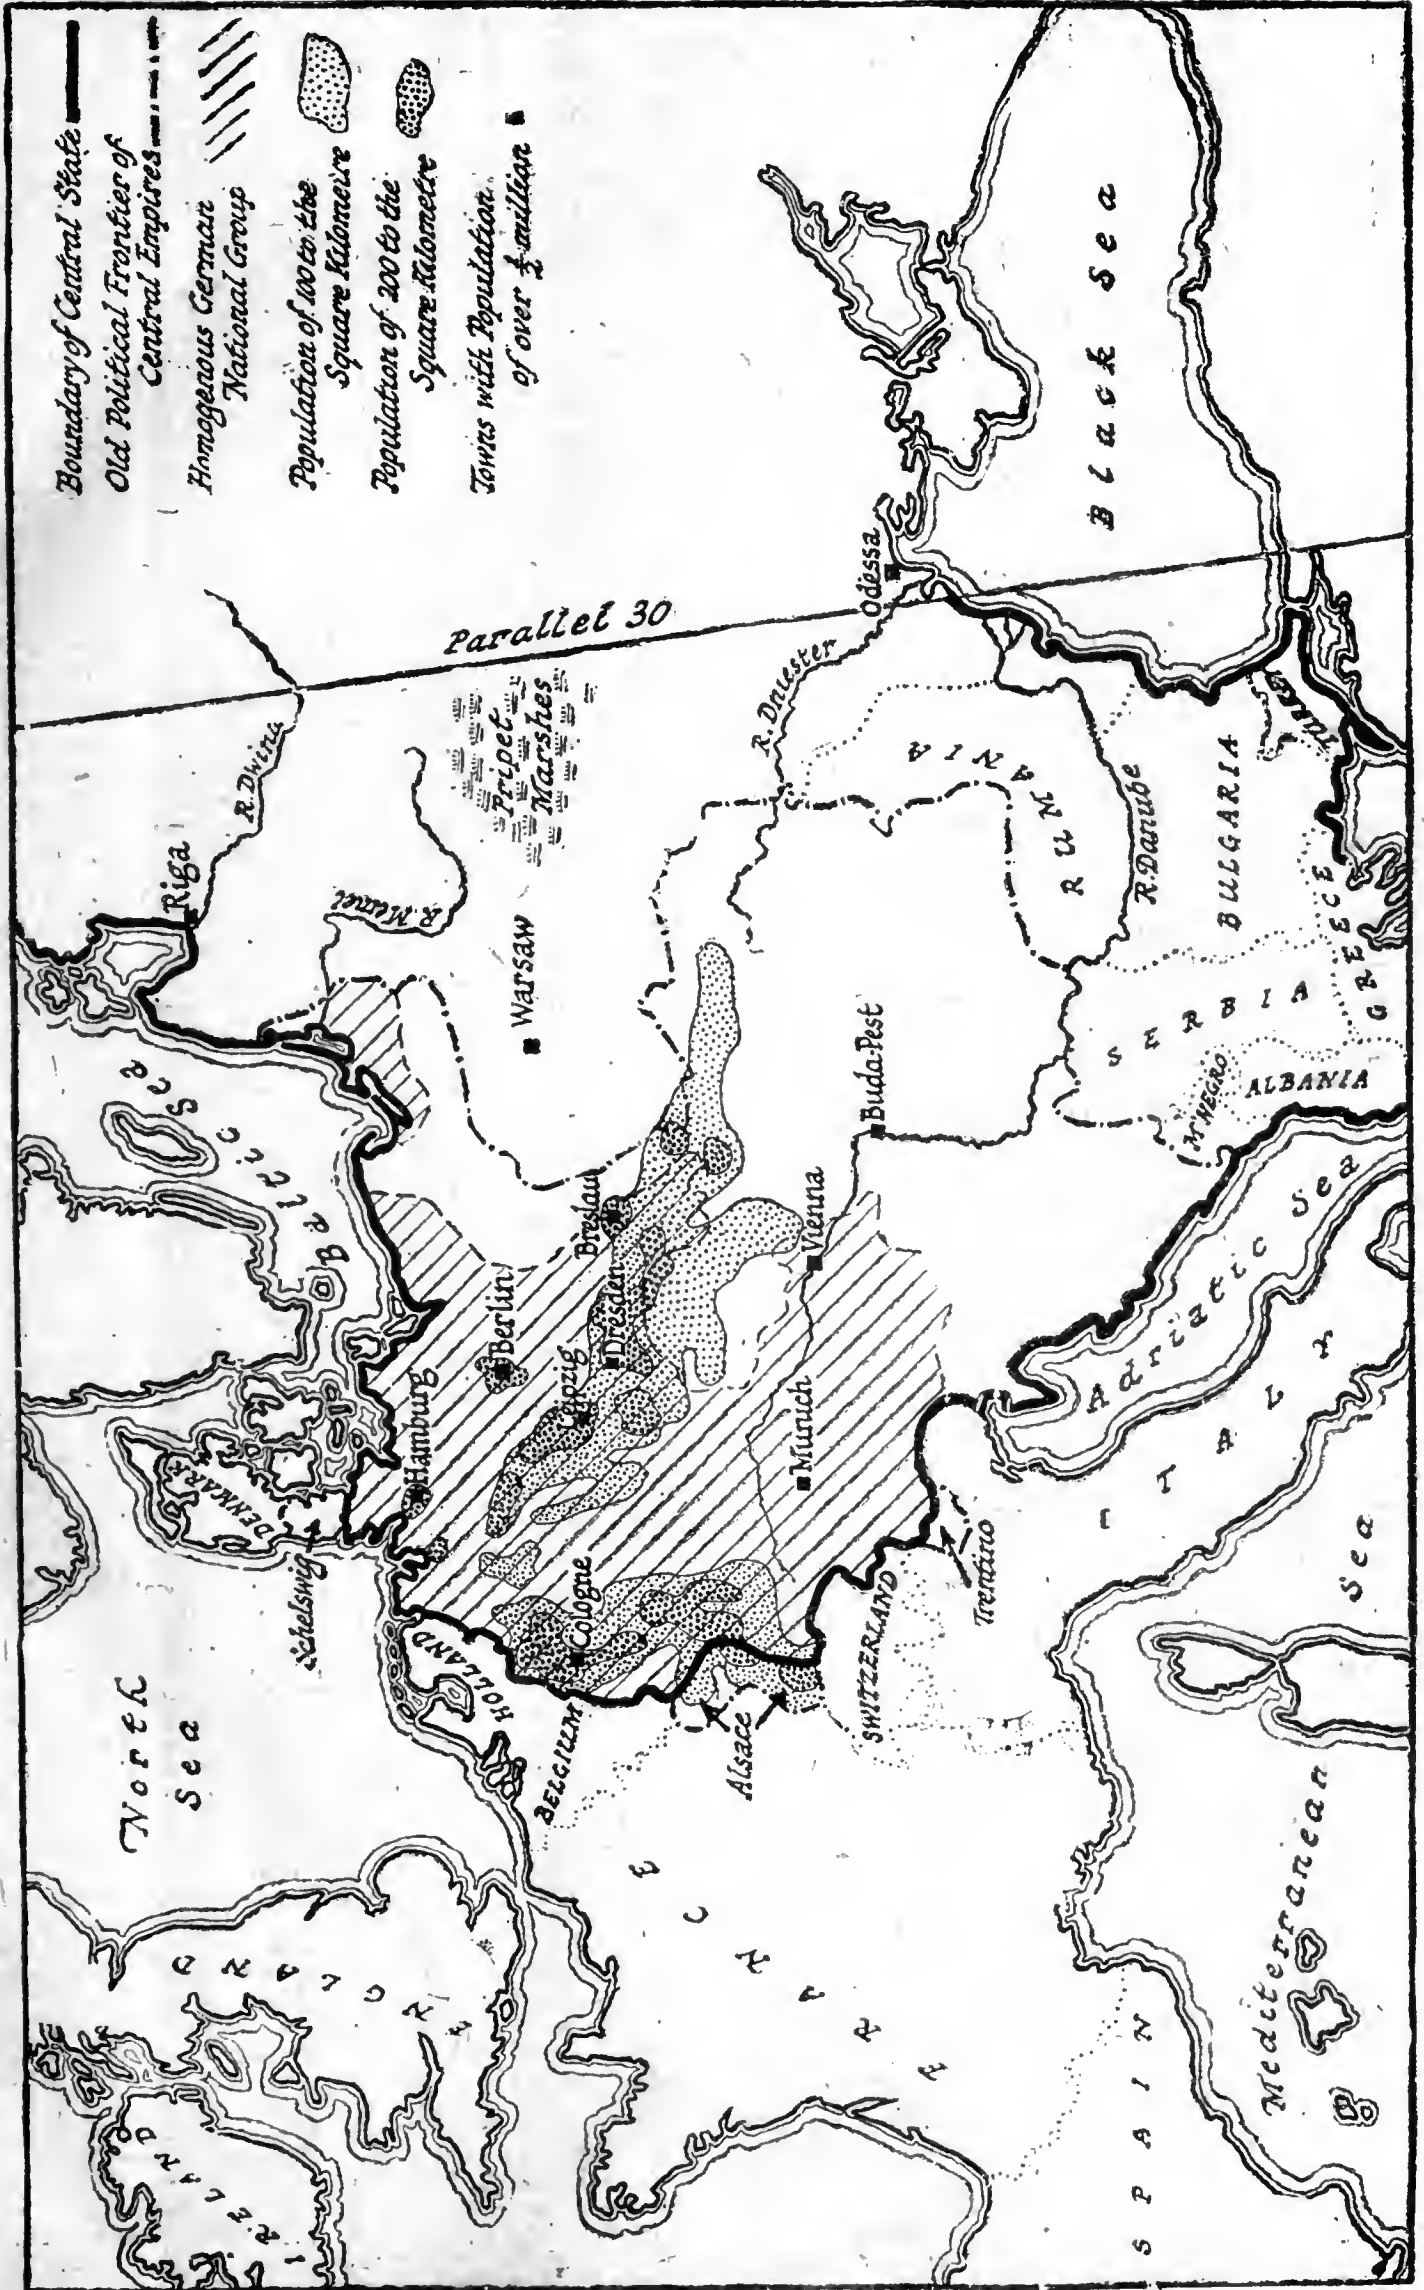 Boundary of Central State
Old Political Frontier of
Central Empires
Homogenous German
National Group
Population of 100 to the
Square Kilometre
Population of 200 to the
Square Kilometre
Towns with Population
of over ½ million
North
Sea
Baltic Sea
IRELAND
ENGLAND
DENMARK
Schelswig
HOLLAND
BELGIUM
Alsace
FRANCE
SPAIN
SWITZERLAND
Trentino
ITALY
Adriatic Sea
Mediterranean
Sea
Hamburg
Berlin
Leipzig
Dresden
Breslau
Cologne
Munich
Vienna
Buda-Pest
Warsaw
Riga
R. Dwina
R. Memel
Pripet
Marshes
Parallel 30
R. Dniester
Odessa
RUMANIA
R. Danube
BULGARIA
SERBIA
MTNEGRO
ALBANIA
GREECE
TURKEY
Black Sea